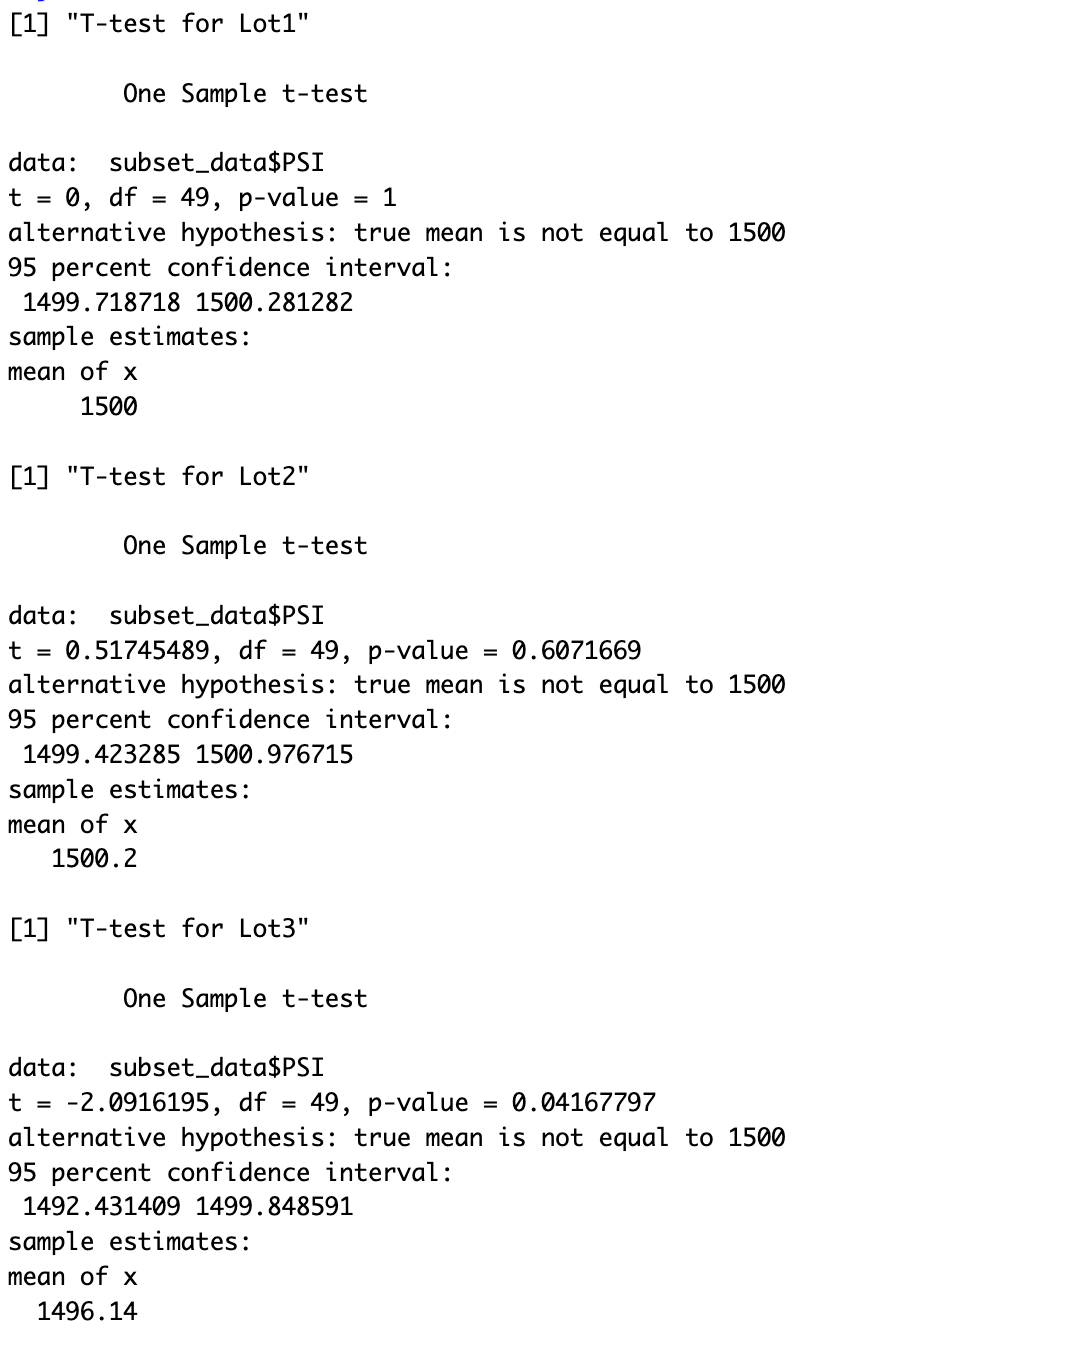 [1] "T-test for Lot1"
One Sample t-test
data:  subset_data$PSI
t = 0, df = 49, p-value = 1
alternative hypothesis: true mean is not equal to 1500
95 percent confidence interval:
 1499.718718 1500.281282
sample estimates:
mean of x
     1500
[1] "T-test for Lot2"
One Sample t-test
data:  subset_data$PSI
t = 0.51745489, df = 49, p-value = 0.6071669
alternative hypothesis: true mean is not equal to 1500
95 percent confidence interval:
 1499.423285 1500.976715
sample estimates:
mean of x
   1500.2
[1] "T-test for Lot3"
One Sample t-test
data:  subset_data$PSI
t = -2.0916195, df = 49, p-value = 0.04167797
alternative hypothesis: true mean is not equal to 1500
95 percent confidence interval:
 1492.431409 1499.848591
sample estimates:
mean of x
  1496.14